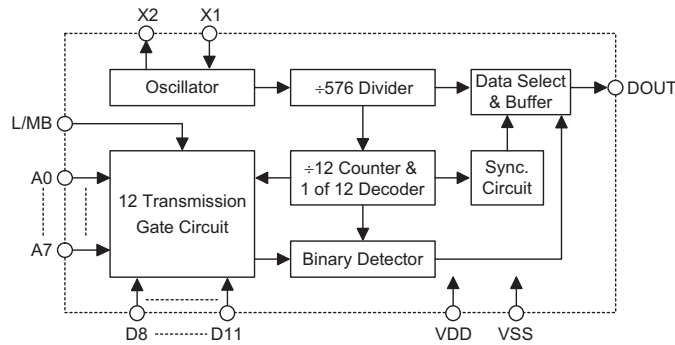 X2 X1
Oscillator
÷576 Divider
Data Select
& Buffer
DOUT
L/MB
A0
12 Transmission
Gate Circuit
÷12 Counter &
1 of 12 Decoder
Sync.
Circuit
A7
Binary Detector
D8 D11 VDD VSS